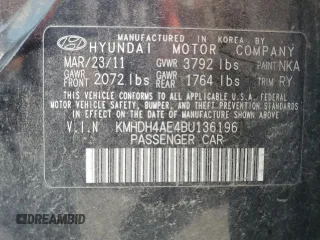 MANUFACTURED IN KOREA BY
HYUNDAI MOTOR COMPANY
MAR/23/11 GVWR 3792 lbs PAINT NKA
GAWR FRONT 2072 lbs GAWR REAR 1764 lbs TRIM RY
THIS VEHICLE CONFORMS TO ALL APPLICABLE FEDERAL MOTOR
VEHICLE SAFETY, BUMPER, AND THEFT PREVENTION STANDARDS
IN EFFECT ON THE DATE OF MANUFACTURE SHOWN ABOVE.
V.I.N KMHDH4AE4BU136196
PASSENGER CAR
DREAMBID